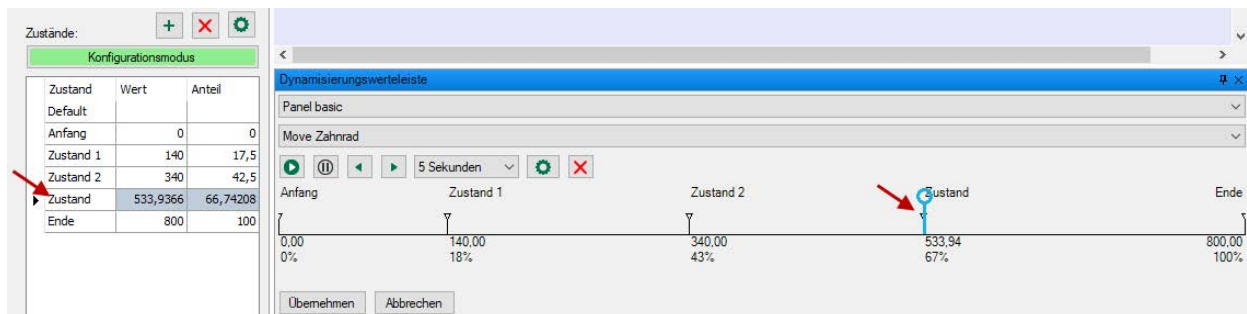 Zustände:
Konfigurationsmodus
Zustand Wert Anteil
Default
Anfang 0 0
Zustand 1 140 17,5
Zustand 2 340 42,5
Zustand 533,9366 66,74208
Ende 800 100
Dynamisierungswerteleiste
Panel basic
Move Zahnrad
5 Sekunden
Anfang Zustand 1 Zustand 2 Zustand Ende
0,00 140,00 340,00 533,94 800,00
0% 18% 43% 67% 100%
Übernehmen Abbrechen